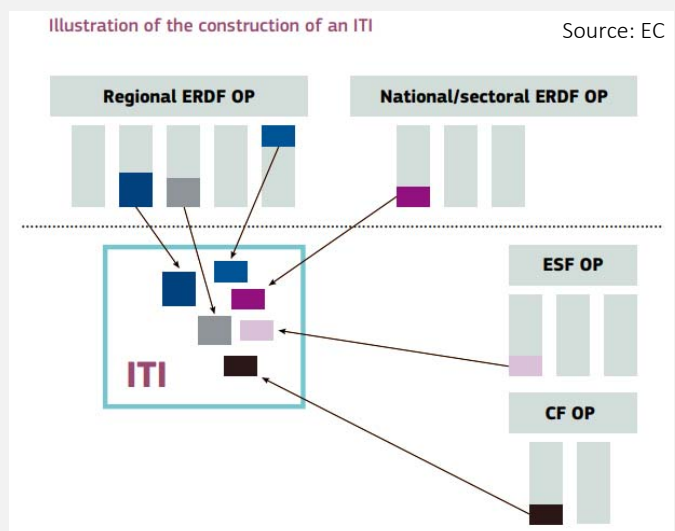 Illustration of the construction of an ITI
Source: EC
Regional ERDF OP
National/sectoral ERDF OP
ESF OP
ITI
CF OP